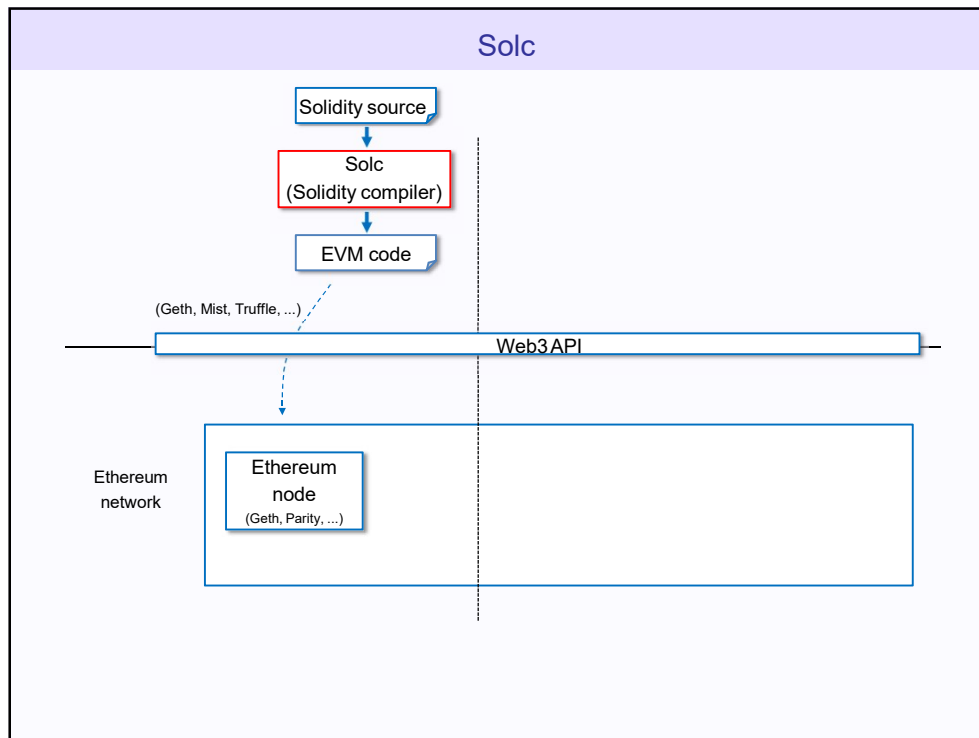 Solc
Solidity source
Solc
(Solidity compiler)
EVM code
(Geth, Mist, Truffle, ...)
Web3 API
Ethereum
node
(Geth, Parity, ...)
Ethereum
network